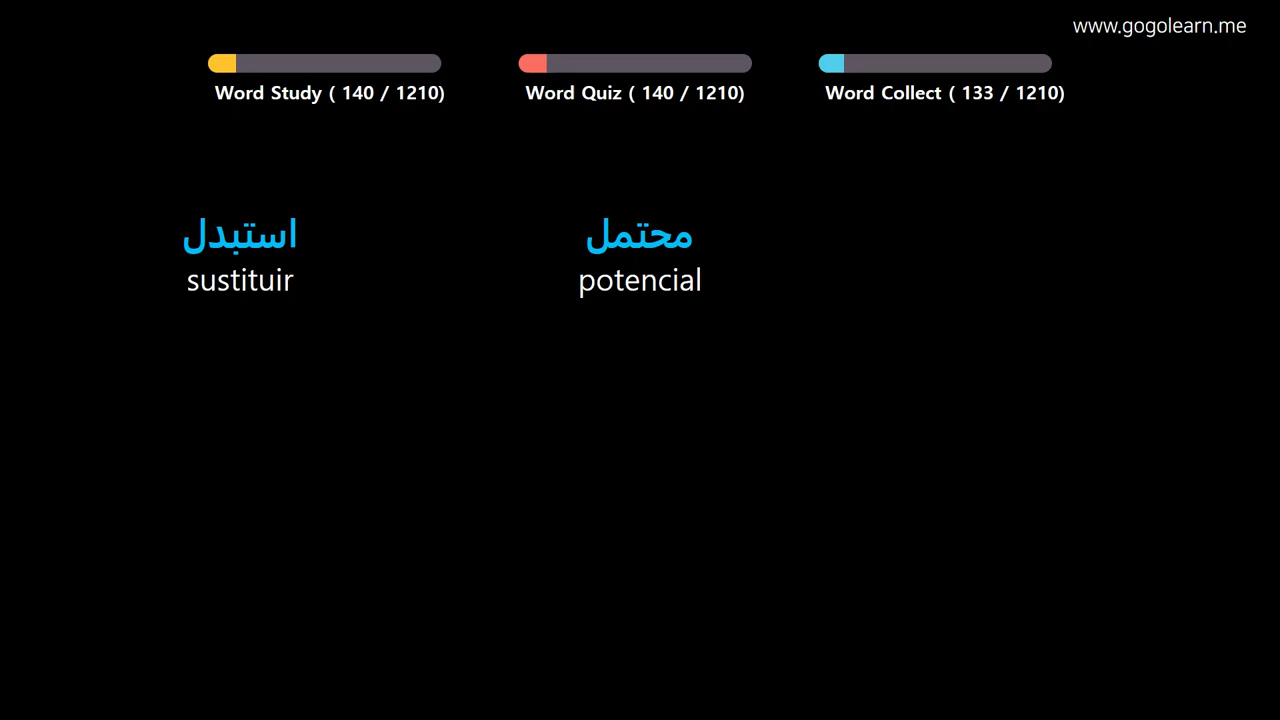 www.gogolearn.me
Word Study ( 140 / 1210)
Word Quiz ( 140 / 1210)
Word Collect ( 133 / 1210)
استبدل
sustituir
محتمل
potencial